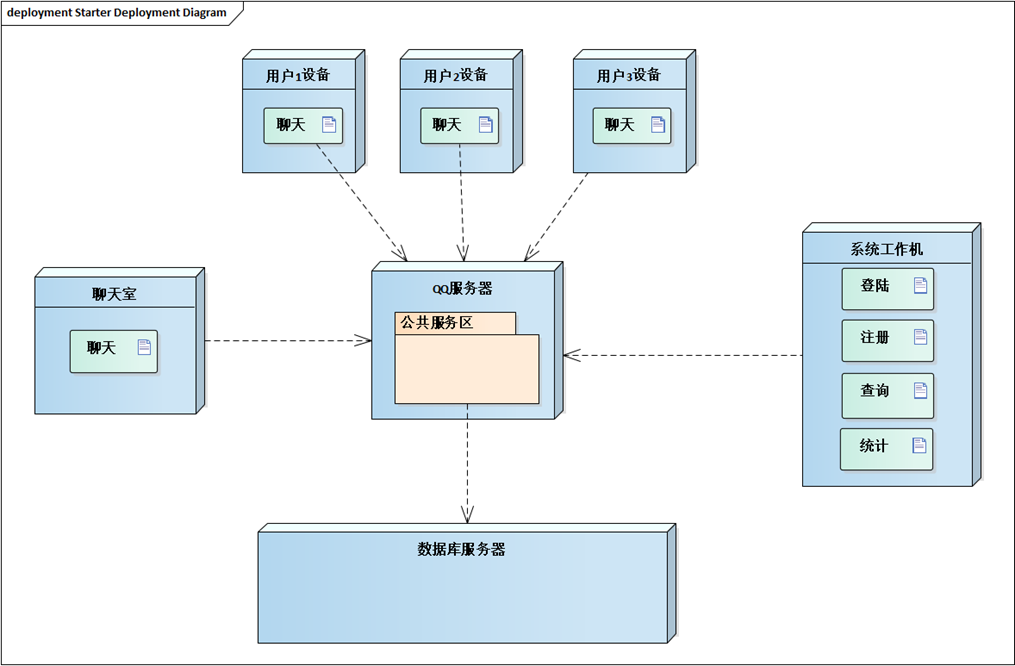 deployment Starter Deployment Diagram
用户1设备
聊天
用户2设备
聊天
用户3设备
聊天
聊天室
聊天
QQ服务器
公共服务区
系统工作机
登陆
注册
查询
统计
数据库服务器